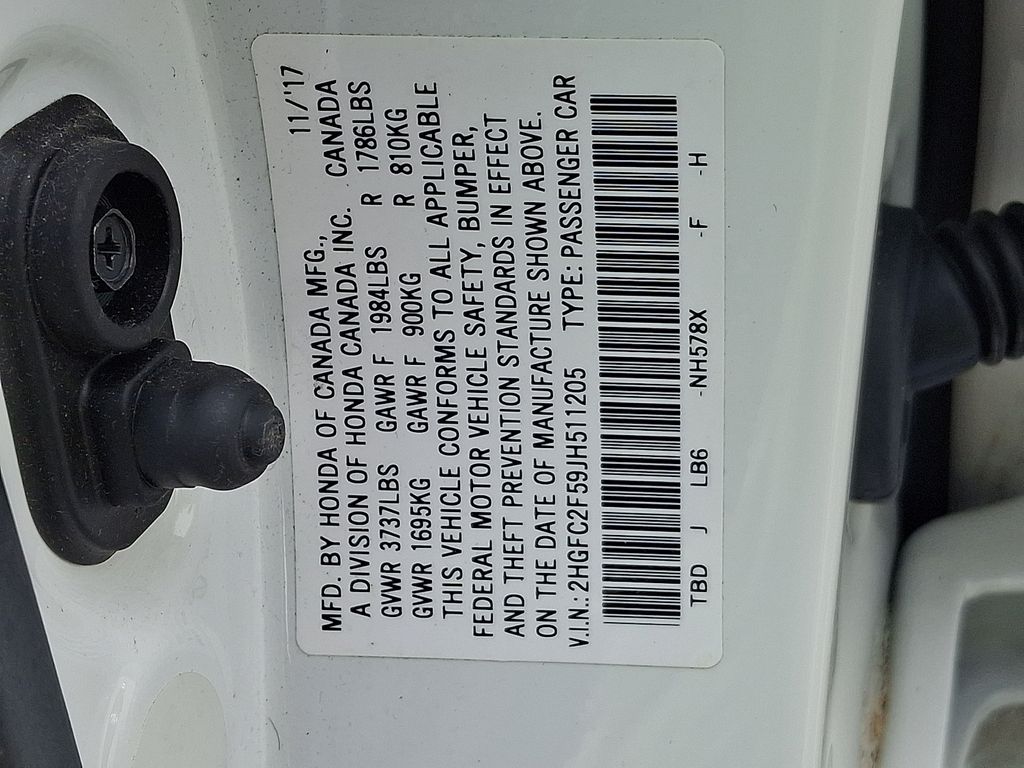 MFD. BY HONDA OF CANADA MFG., 11/'17
A DIVISION OF HONDA CANADA INC. CANADA
GVWR 3737LBS GAWR F 1984LBS R 1786LBS
GVWR 1695KG GAWR F 900KG R 810KG
THIS VEHICLE CONFORMS TO ALL APPLICABLE
FEDERAL MOTOR VEHICLE SAFETY, BUMPER,
AND THEFT PREVENTION STANDARDS IN EFFECT
ON THE DATE OF MANUFACTURE SHOWN ABOVE.
V.I.N.: 2HGFC2F59JH511205 TYPE: PASSENGER CAR
TBD J LB6 -NH578X -F -H